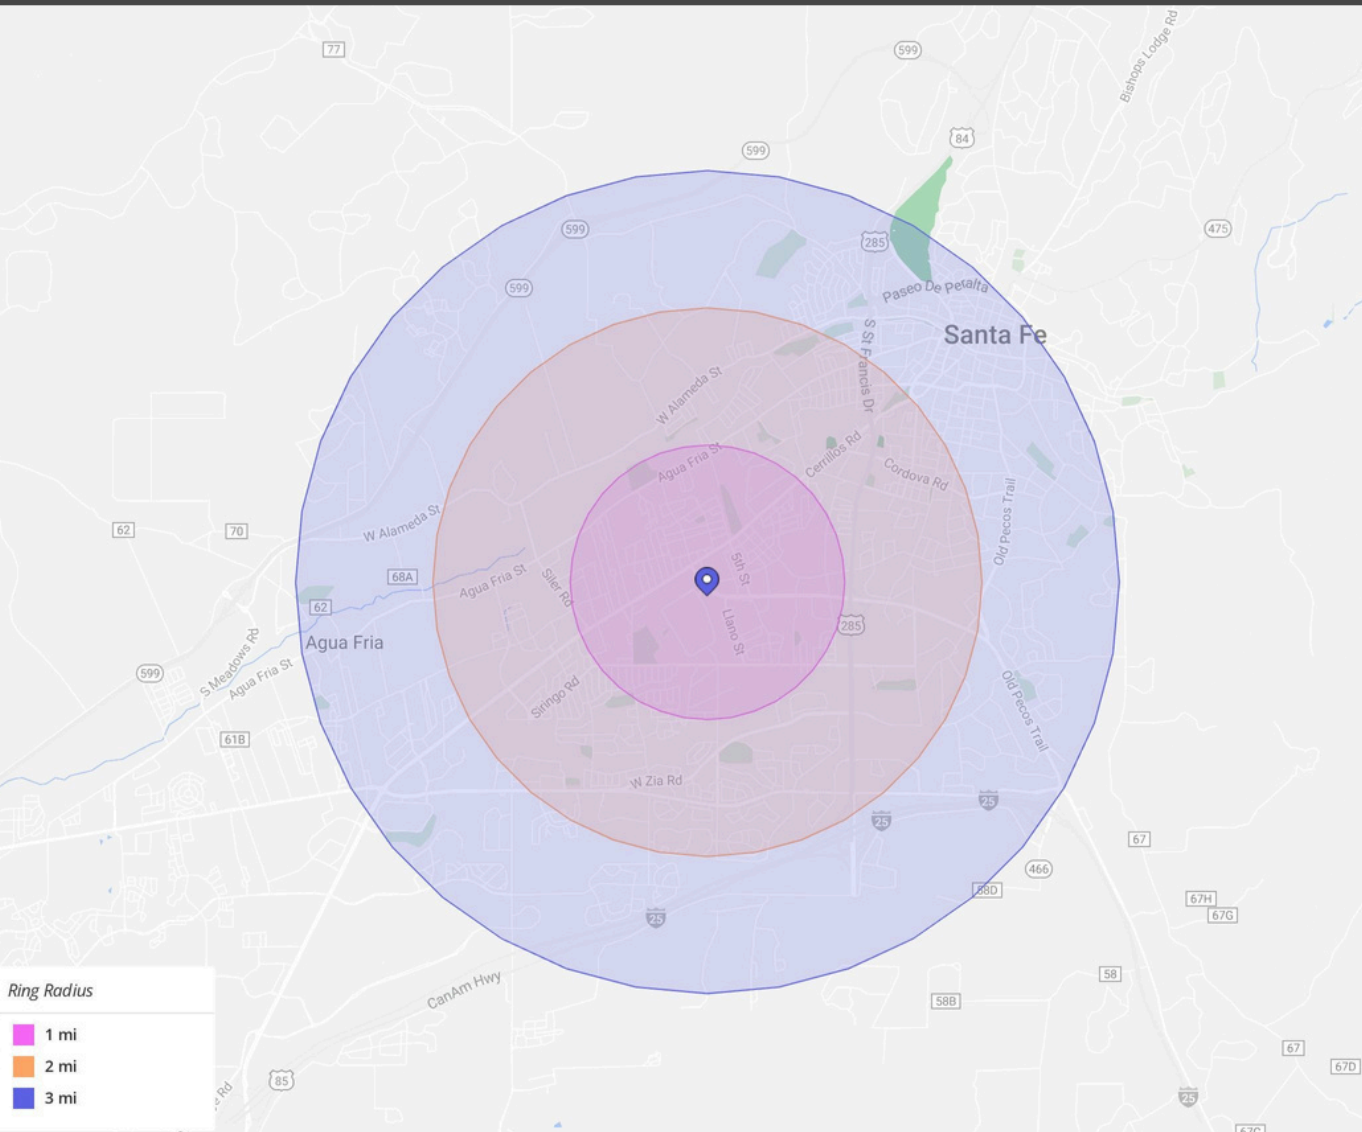 77
599
Bishops Lodge Rd
84
599
599
285
475
599
Paseo De Peralta
Santa Fe
S St Francis Dr
W Alameda St
Agua Fria St
Cerrillos Rd
Cordova Rd
Old Pecos Trail
W Alameda St
62
70
68A
Agua Fria St
Siler Rd
5th St
62
Llano St
285
Agua Fria
S Meadows Rd
Agua Fria St
599
Siringo Rd
Old Pecos Trail
61B
W Zia Rd
25
25
67
466
58D
67H
67G
25
CanAm Hwy
58
58B
Ring Radius
1 mi
2 mi
3 mi
67
67D
85
Rd
25
67C